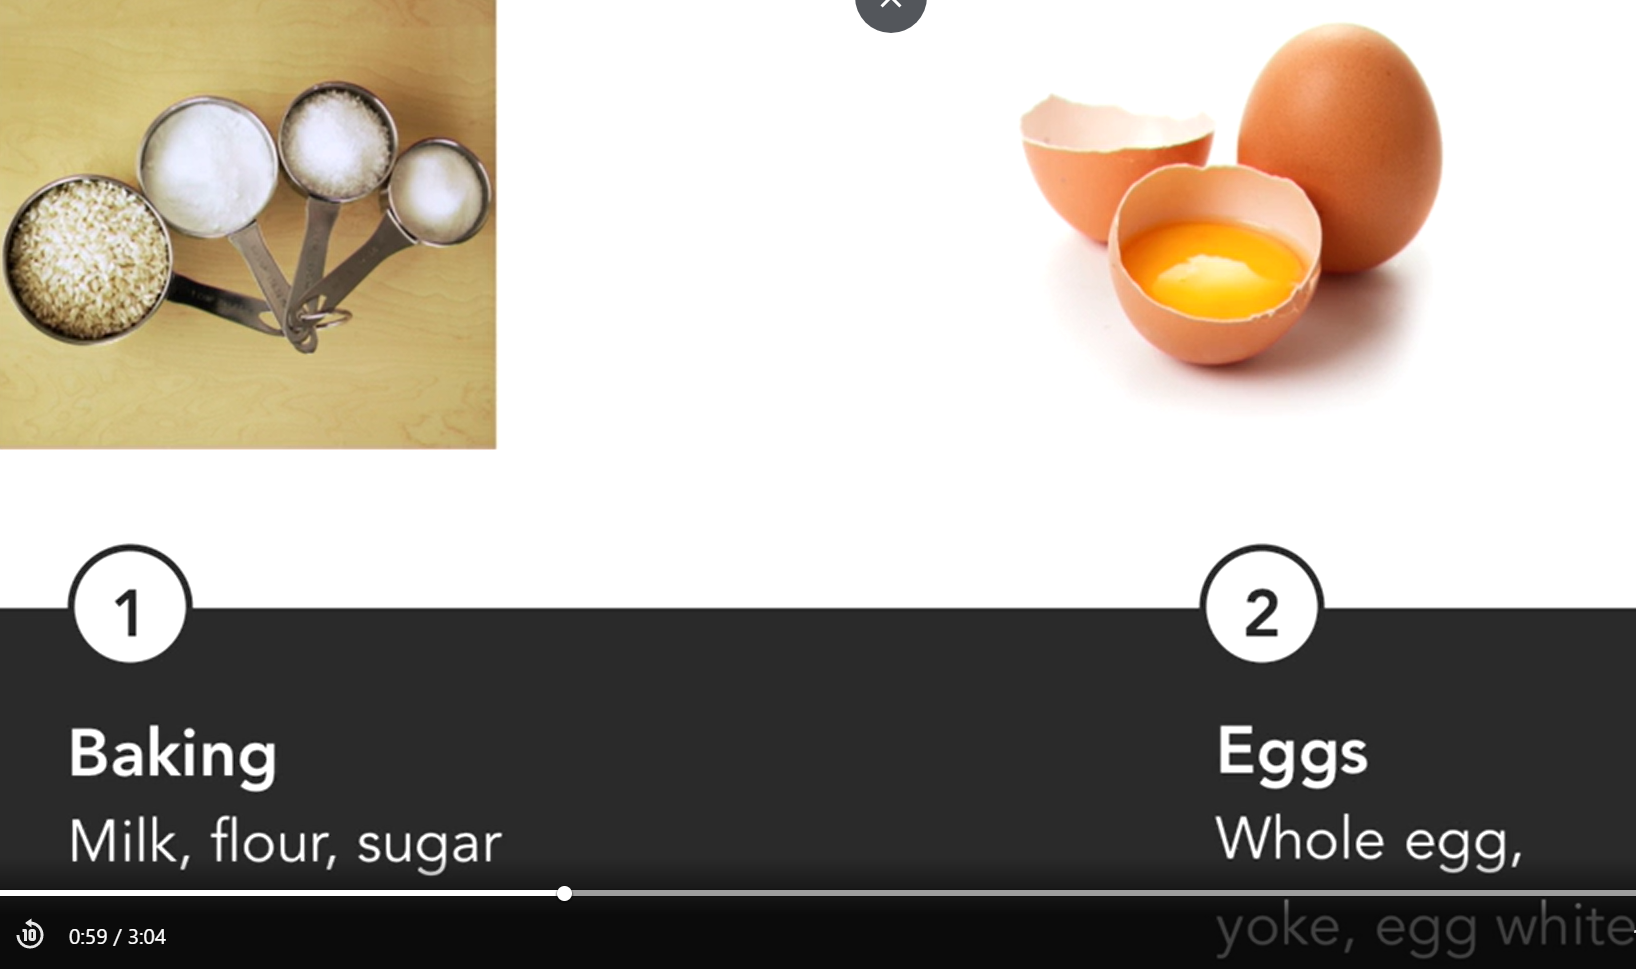 1
2
Baking
Milk, flour, sugar
Eggs
Whole egg,
yoke, egg white
10
0:59 / 3:04